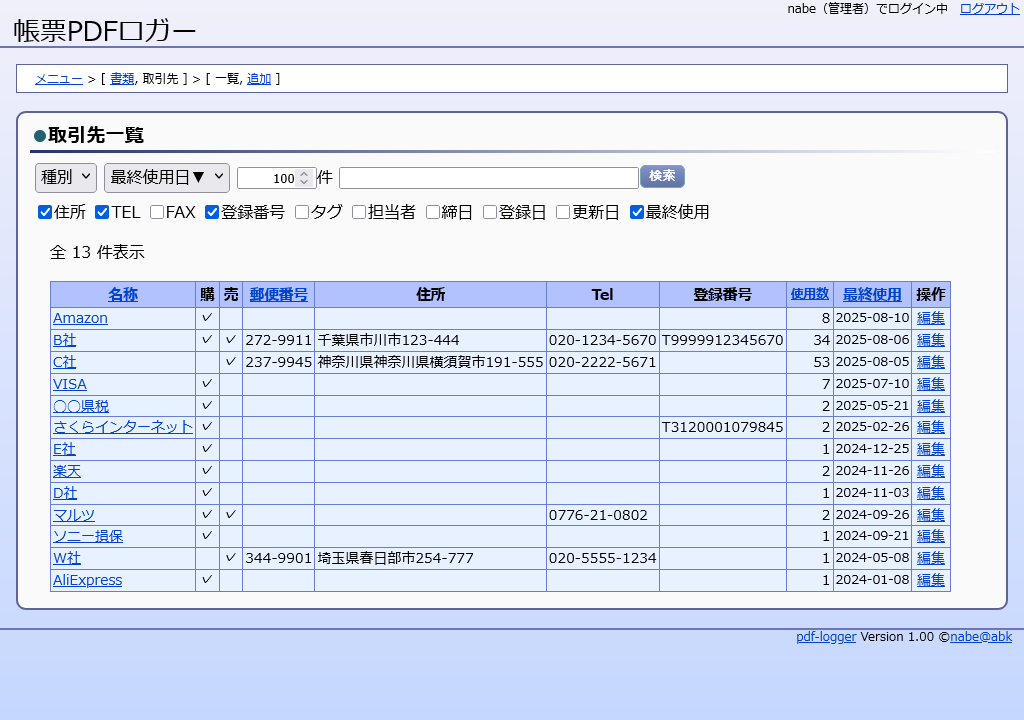 nabe（管理者）でログイン中 ログアウト
帳票PDFロガー
メニュー > [ 書類, 取引先 ] > [ 一覧, 追加 ]
●取引先一覧
種別 最終使用日▼ 100 件 検索
住所 TEL FAX 登録番号 タグ 担当者 締日 登録日 更新日 最終使用
全 13 件表示
名称 購 売 郵便番号 住所 Tel 登録番号 使用数 最終使用 操作
Amazon ✓ 8 2025-08-10 編集
B社 ✓ ✓ 272-9911 千葉県市川市123-444 020-1234-5670 T9999912345670 34 2025-08-06 編集
C社 ✓ 237-9945 神奈川県神奈川県横須賀市191-555 020-2222-5671 53 2025-08-05 編集
VISA ✓ 7 2025-07-10 編集
〇〇県税 ✓ 2 2025-05-21 編集
さくらインターネット ✓ T3120001079845 2 2025-02-26 編集
E社 ✓ 1 2024-12-25 編集
楽天 ✓ 2 2024-11-26 編集
D社 ✓ 1 2024-11-03 編集
マルツ ✓ ✓ 0776-21-0802 2 2024-09-26 編集
ソニー損保 ✓ 1 2024-09-21 編集
W社 ✓ 344-9901 埼玉県春日部市254-777 020-5555-1234 1 2024-05-08 編集
AliExpress ✓ 1 2024-01-08 編集
pdf-logger Version 1.00 ©nabe@abk